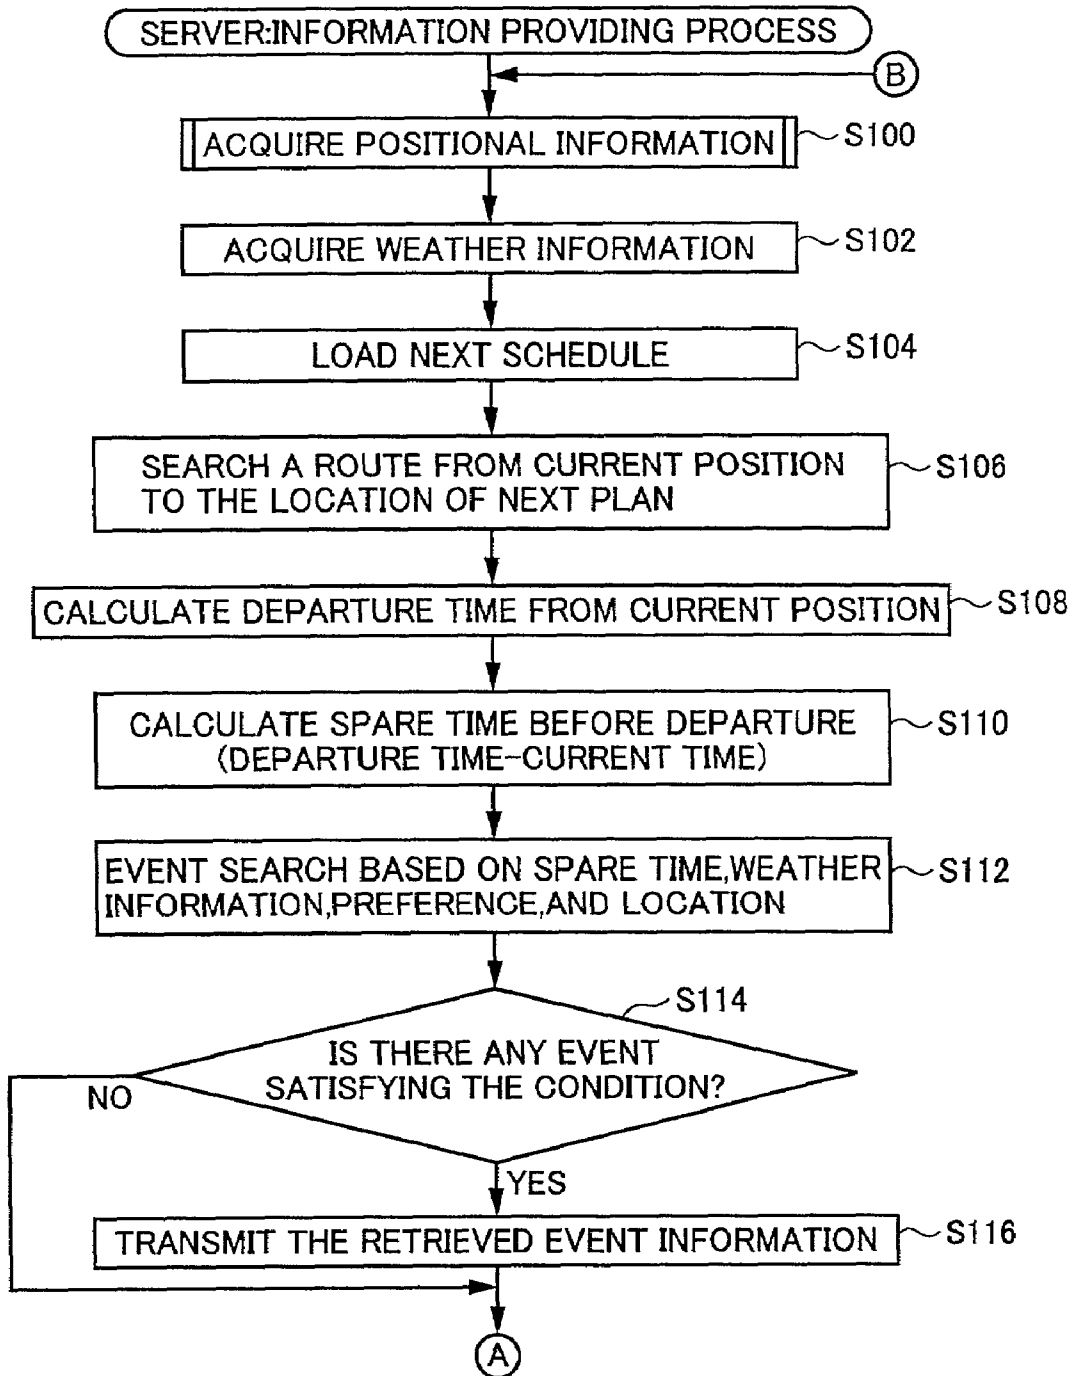 SERVER:INFORMATION PROVIDING PROCESS
B
ACQUIRE POSITIONAL INFORMATION
S100
ACQUIRE WEATHER INFORMATION
S102
LOAD NEXT SCHEDULE
S104
SEARCH A ROUTE FROM CURRENT POSITION
TO THE LOCATION OF NEXT PLAN
S106
CALCULATE DEPARTURE TIME FROM CURRENT POSITION
S108
CALCULATE SPARE TIME BEFORE DEPARTURE
(DEPARTURE TIME-CURRENT TIME)
S110
EVENT SEARCH BASED ON SPARE TIME,WEATHER
INFORMATION,PREFERENCE,AND LOCATION
S112
S114
IS THERE ANY EVENT
SATISFYING THE CONDITION?
NO
YES
TRANSMIT THE RETRIEVED EVENT INFORMATION
S116
A